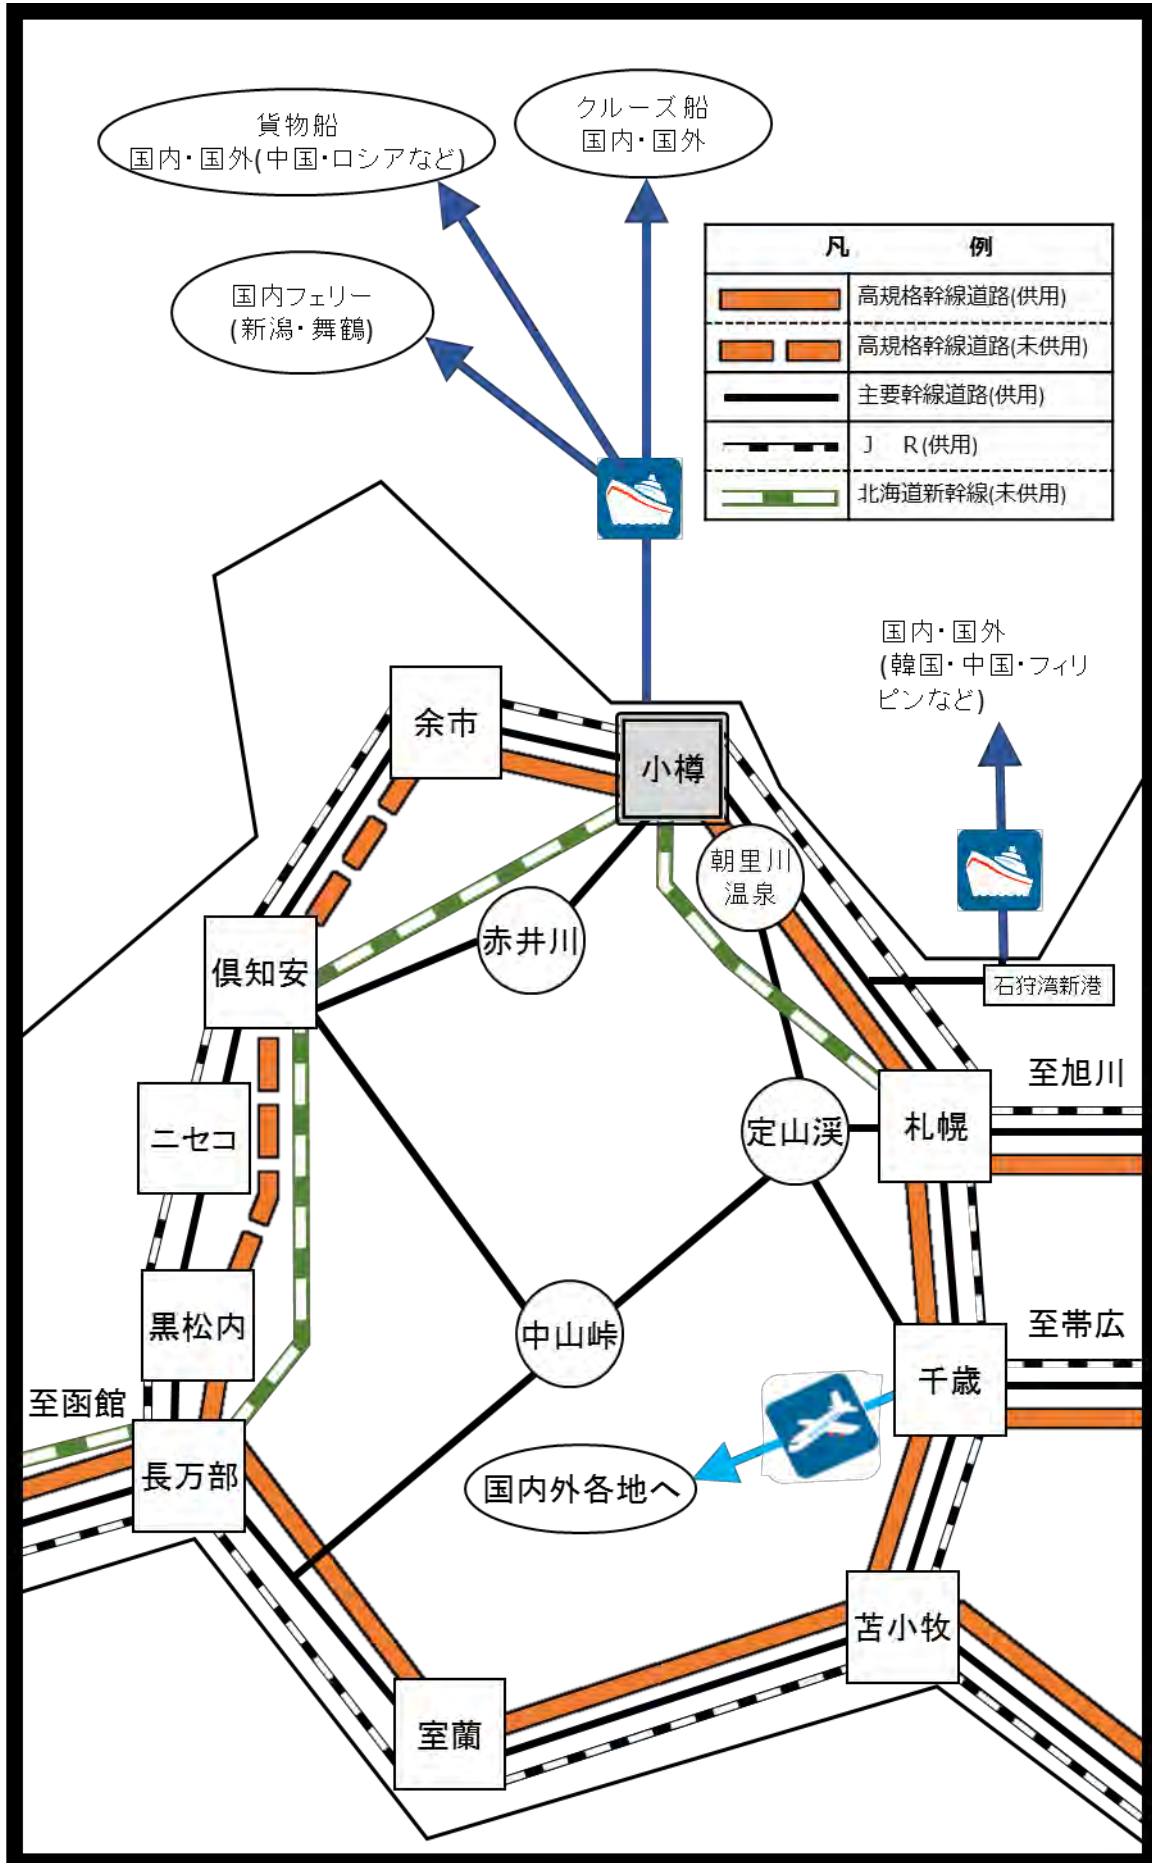 クルーズ船
国内・国外
貨物船
国内・国外(中国・ロシアなど)
国内フェリー
(新潟・舞鶴)
凡 例
高規格幹線道路(供用)
高規格幹線道路(未供用)
主要幹線道路(供用)
J R(供用)
北海道新幹線(未供用)
国内・国外
(韓国・中国・フィリ
ピンなど)
余市
小樽
朝里川
温泉
赤井川
倶知安
石狩湾新港
至旭川
ニセコ
定山渓
札幌
黒松内
中山峠
至帯広
千歳
至函館
長万部
国内外各地へ
苫小牧
室蘭